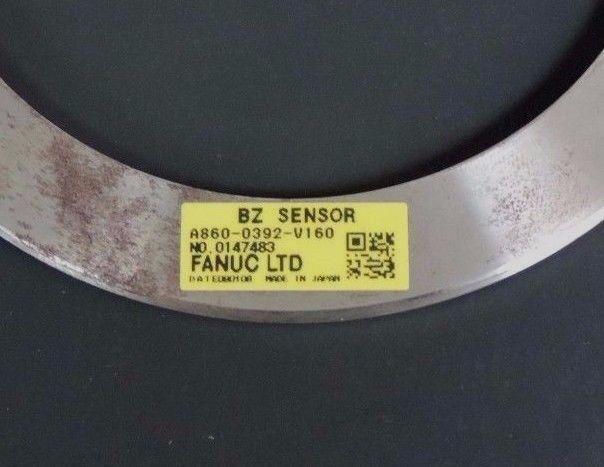 BZ SENSOR
A860-0392-V160
NO.0147483
FANUC LTD
MADE IN JAPAN